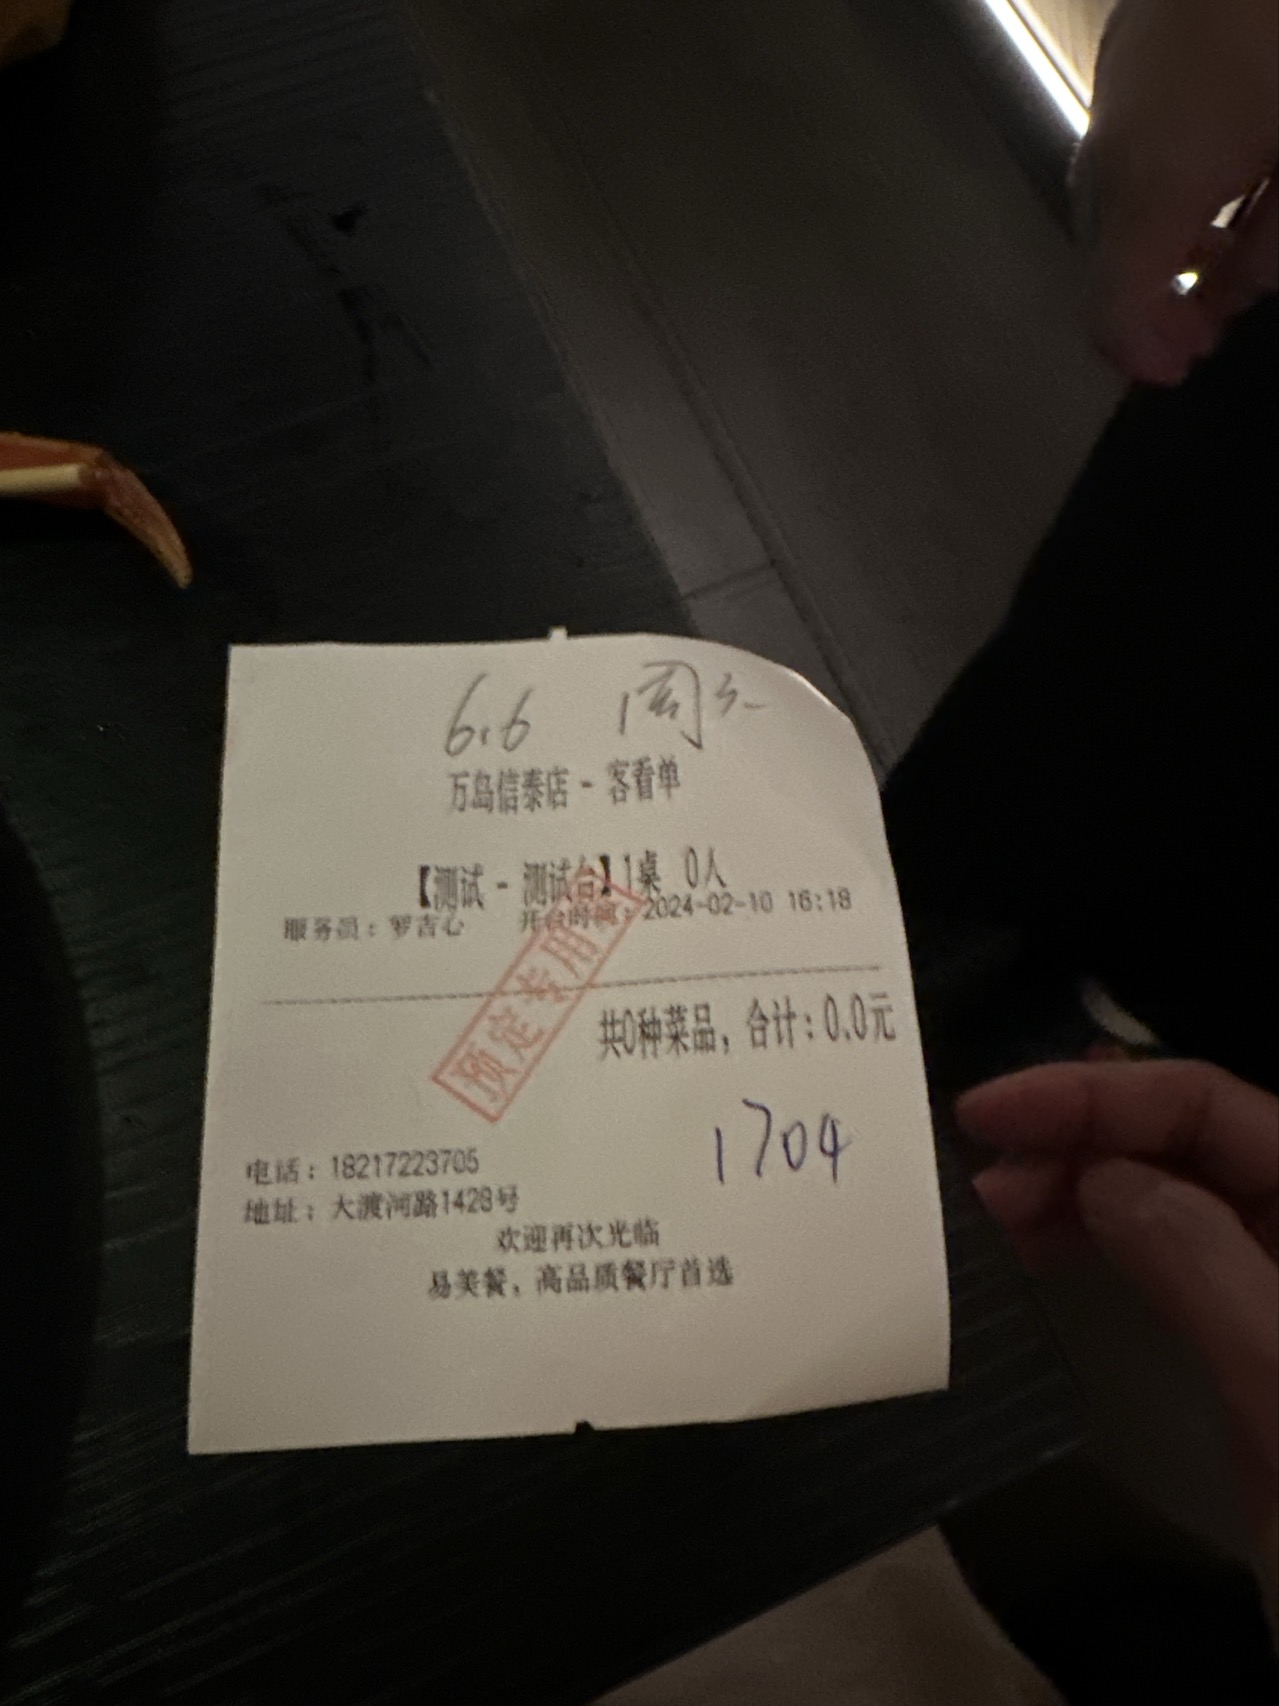 6.6 周六
万岛信泰店 - 客看单
【测试 - 测试台】1桌 0人
服务员：罗吉心 开台时间：2024-02-10 16:18
预定专用章
共0种菜品，合计：0.0元
1704
电话：18217223705
地址：大渡河路1428号
欢迎再次光临
易美餐，高品质餐厅首选